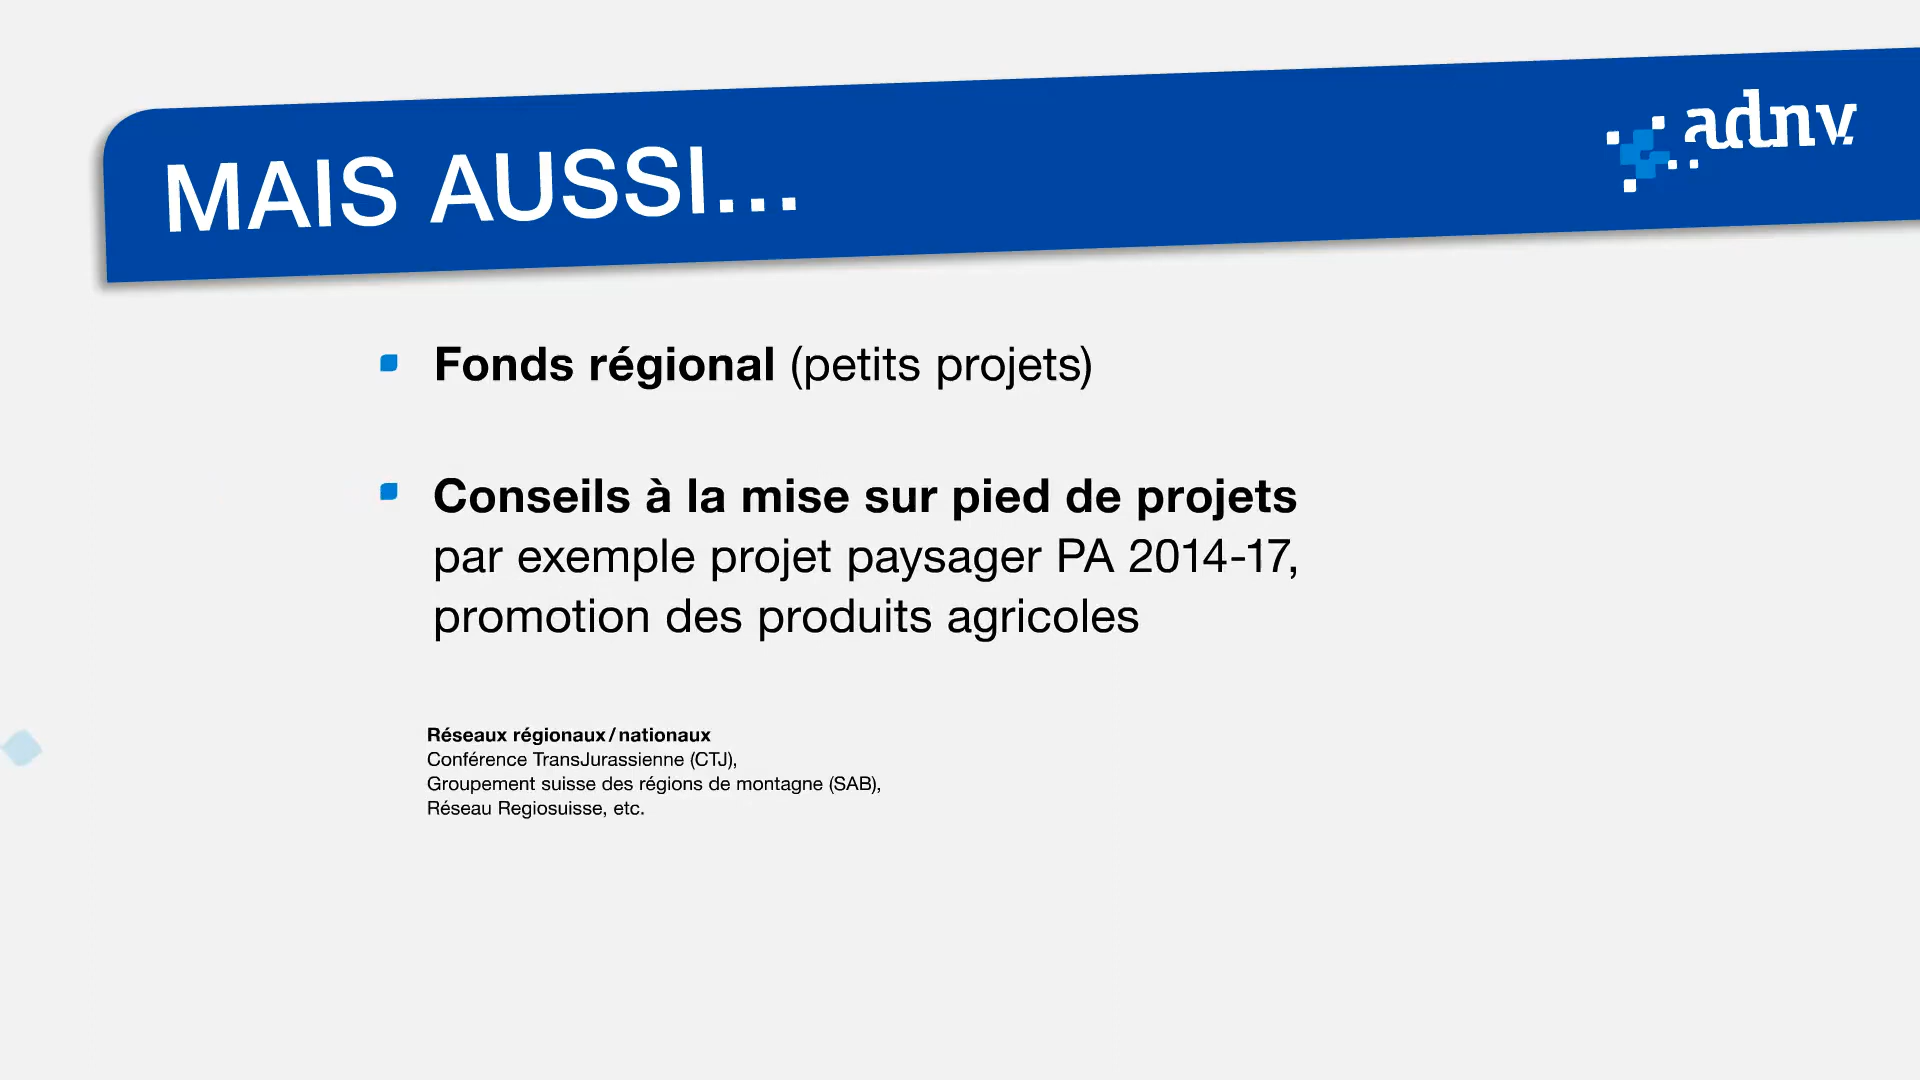 MAIS AUSSI...
adnv
Fonds régional (petits projets)
Conseils à la mise sur pied de projets
par exemple projet paysager PA 2014-17,
promotion des produits agricoles
Réseaux régionaux/nationaux
Conférence TransJurassienne (CTJ),
Groupement suisse des régions de montagne (SAB),
Réseau Regiosuisse, etc.